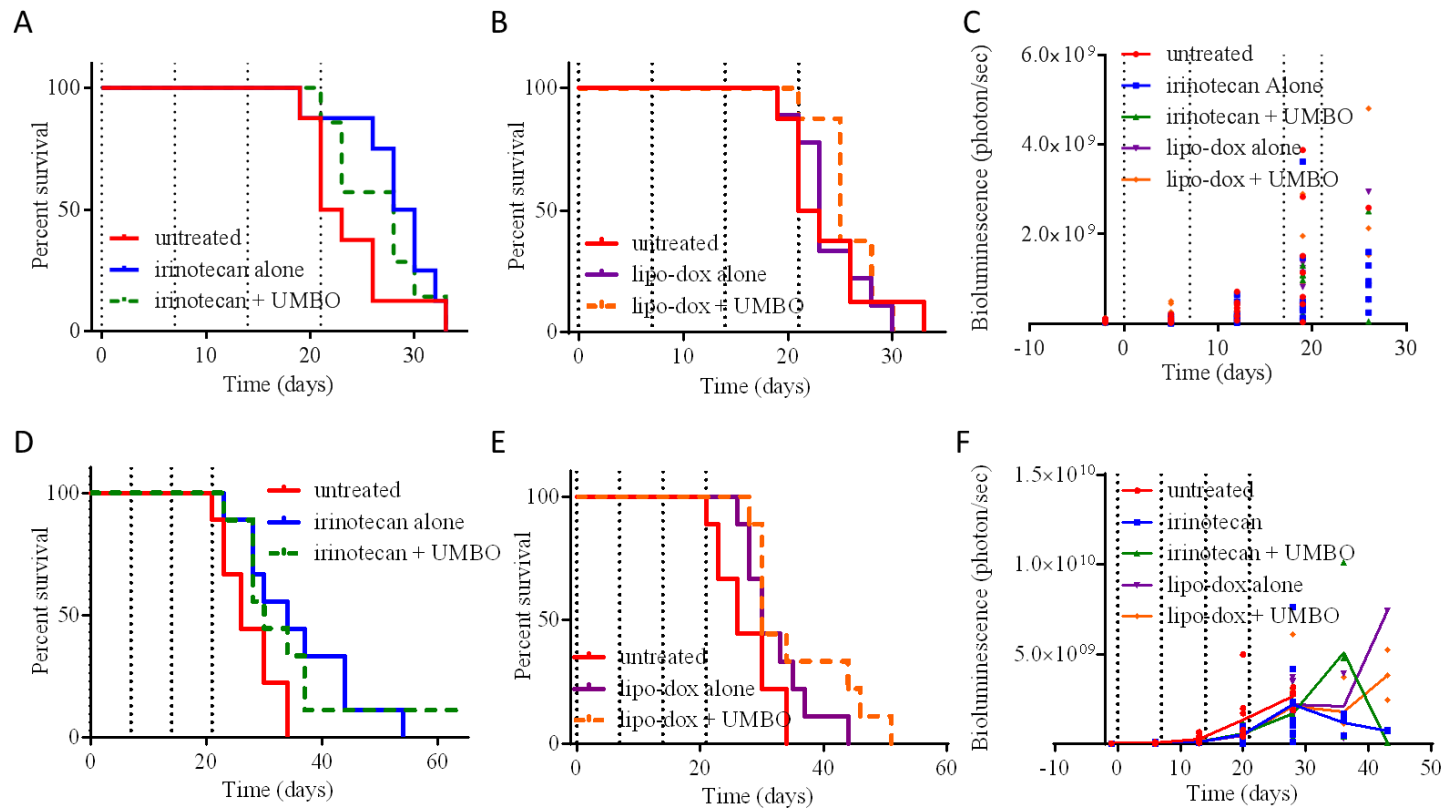 A
Percent survival
100
50
0
untreated
irinotecan alone
irinotecan + UMBO
0
10
20
30
Time (days)
B
Percent survival
100
50
0
untreated
lipo-dox alone
lipo-dox + UMBO
0
10
20
30
Time (days)
C
Bioluminescence (photon/sec)
6.0×10⁹
4.0×10⁹
2.0×10⁹
untreated
irinotecan Alone
irinotecan + UMBO
lipo-dox alone
lipo-dox + UMBO
-10
0
10
20
30
Time (days)
D
Percent survival
100
50
0
untreated
irinotecan alone
irinotecan + UMBO
0
20
40
60
Time (days)
E
Percent survival
100
50
0
untreated
lipo-dox alone
lipo-dox + UMBO
0
20
40
60
Time (days)
F
Bioluminescence (photon/sec)
1.5×10¹⁰
1.0×10¹⁰
5.0×10⁰⁹
untreated
irinotecan
irinotecan + UMBO
lipo-dox alone
lipo-dox + UMBO
-10
0
10
20
30
40
50
Time (days)